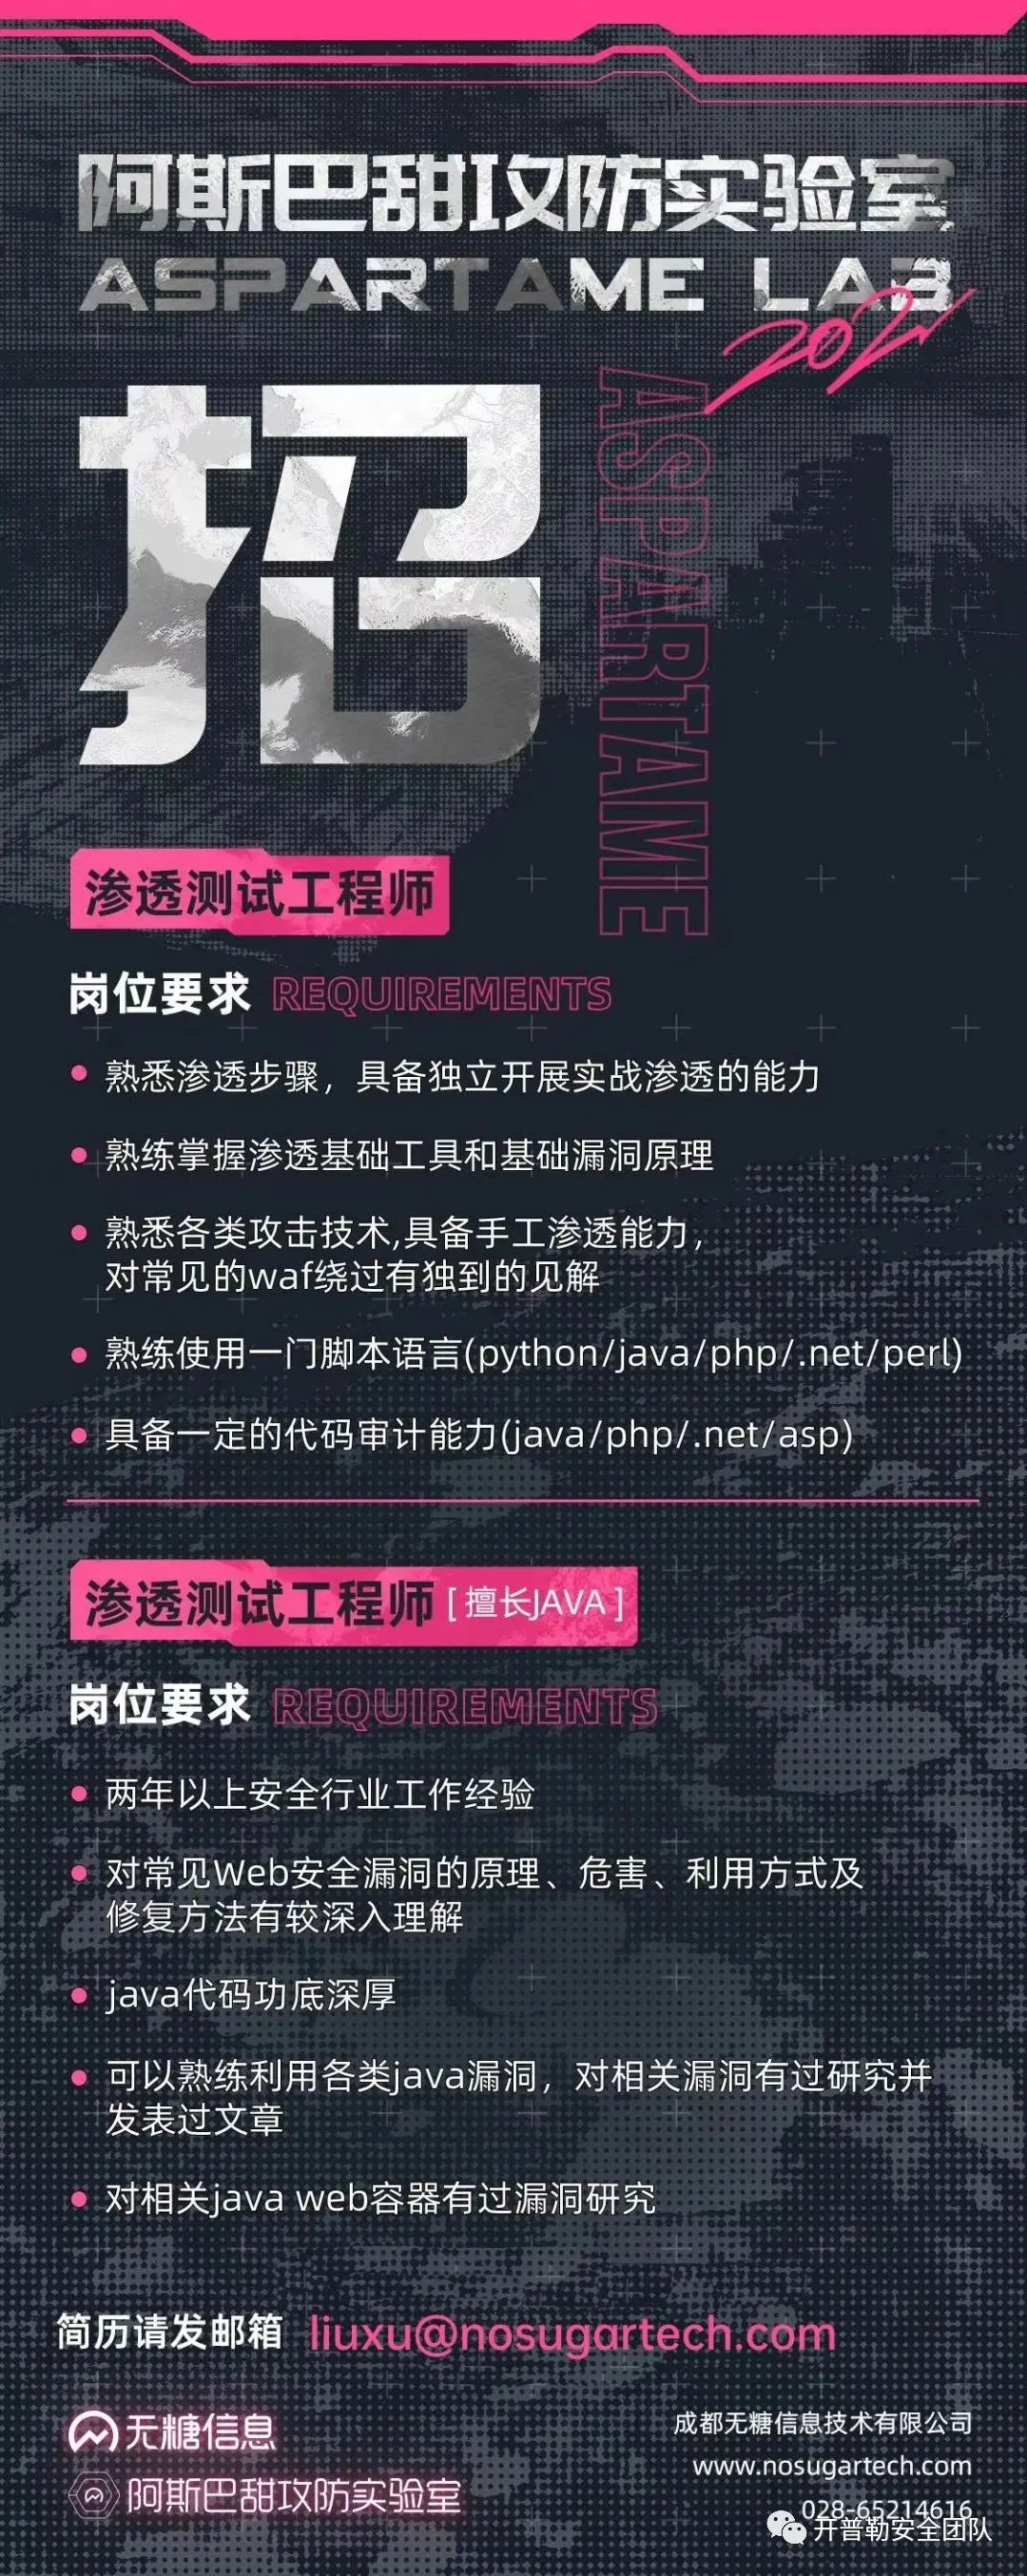 阿斯巴甜攻防实验室
ASPARTAME LAB
2021
招
ASPARTAME
渗透测试工程师
岗位要求 REQUIREMENTS
熟悉渗透步骤，具备独立开展实战渗透的能力
熟练掌握渗透基础工具和基础漏洞原理
熟悉各类攻击技术,具备手工渗透能力，
对常见的waf绕过有独到的见解
熟练使用一门脚本语言(python/java/php/.net/perl)
具备一定的代码审计能力(java/php/.net/asp)
渗透测试工程师 [ 擅长JAVA ]
岗位要求 REQUIREMENTS
两年以上安全行业工作经验
对常见Web安全漏洞的原理、危害、利用方式及
修复方法有较深入理解
java代码功底深厚
可以熟练利用各类java漏洞，对相关漏洞有过研究并
发表过文章
对相关java web容器有过漏洞研究
简历请发邮箱 liuxu@nosugartech.com
无糖信息
阿斯巴甜攻防实验室
成都无糖信息技术有限公司
www.nosugartech.com
028-65214616
开普勒安全团队